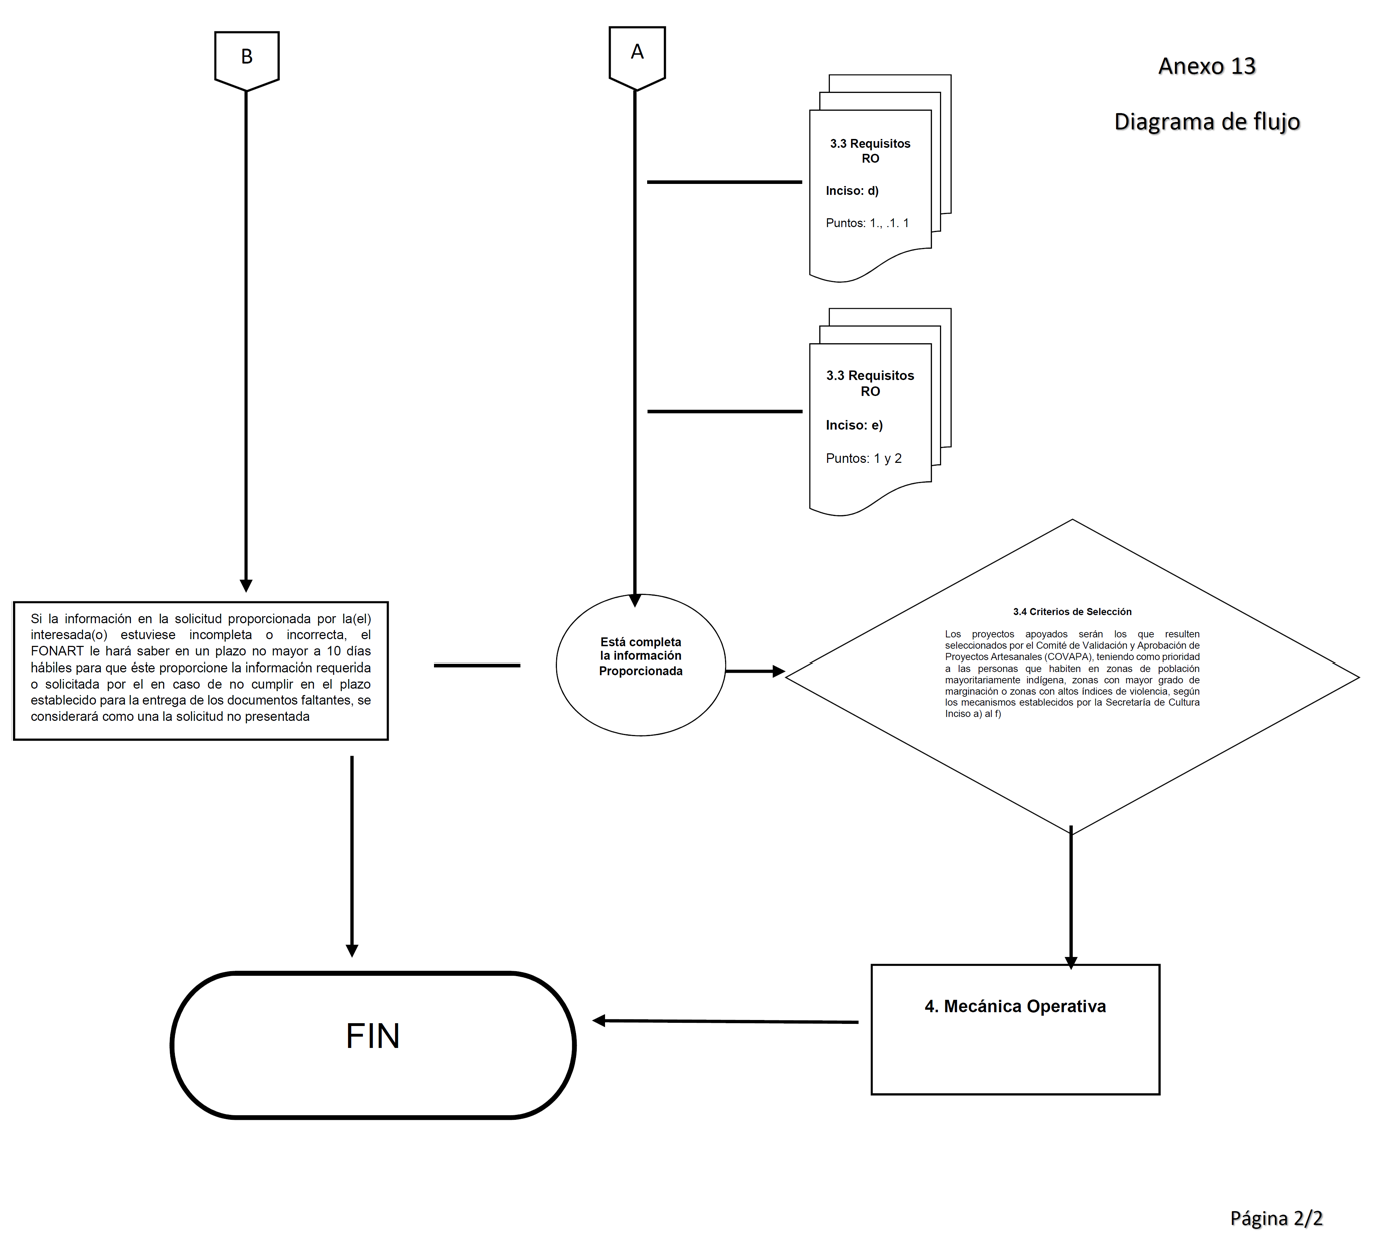 B
A
Anexo 13
Diagrama de flujo
3.3 Requisitos
RO
Inciso: d)
Puntos: 1., .1. 1
3.3 Requisitos
RO
Inciso: e)
Puntos: 1 y 2
Si la información en la solicitud proporcionada por la(el)
interesada(o) estuviese incompleta o incorrecta, el
FONART le hará saber en un plazo no mayor a 10 días
hábiles para que éste proporcione la información requerida
o solicitada por el en caso de no cumplir en el plazo
establecido para la entrega de los documentos faltantes, se
considerará como una la solicitud no presentada
Está completa
la información
Proporcionada
3.4 Criterios de Selección
Los proyectos apoyados serán los que resulten
seleccionados por el Comité de Validación y Aprobación de
Proyectos Artesanales (COVAPA), teniendo como prioridad
a las personas que habiten en zonas de población
mayoritariamente indígena, zonas con mayor grado de
marginación o zonas con altos índices de violencia, según
los mecanismos establecidos por la Secretaría de Cultura
Inciso a) al f)
FIN
4. Mecánica Operativa
Página 2/2